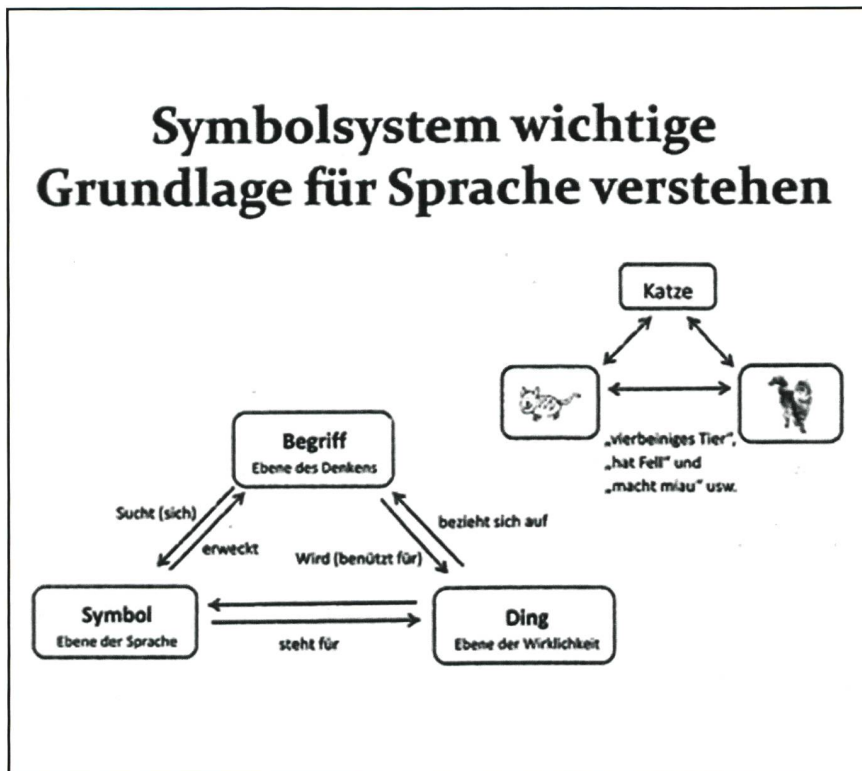 Symbolsystem wichtige
Grundlage für Sprache verstehen
Katze
„vierbeiniges Tier",
„hat Fell" und
„macht miau" usw.
Begriff
Ebene des Denkens
Sucht (sich)
erweckt
bezieht sich auf
Wird (benützt für)
Symbol
Ebene der Sprache
steht für
Ding
Ebene der Wirklichkeit